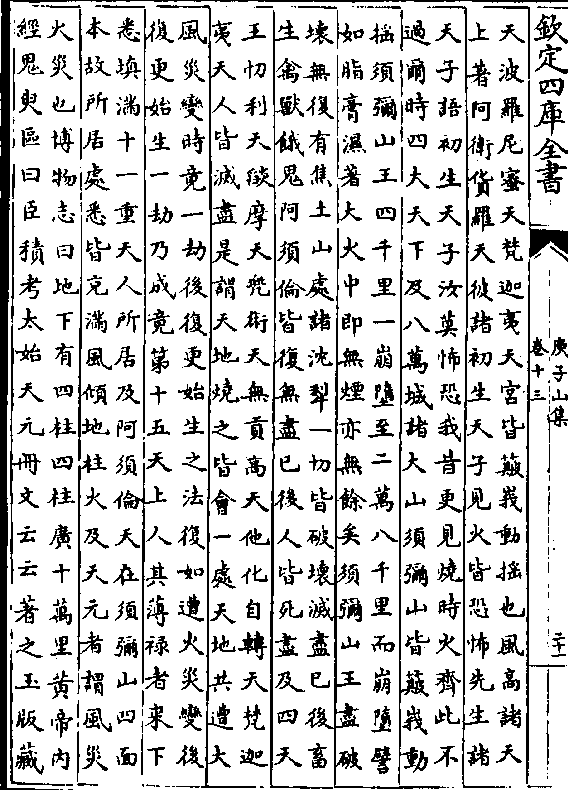 欽定四庫全書
庾子山集
卷十三
二十一
天波羅尼蜜天梵迦夷天宮皆簸峩動搖也風高諸天
上著阿衛貨羅天彼諸初生天子見火皆恐怖先生諸
天子語初生天子汝莫怖恐我昔更見燒時火齊此不
過爾時四大天下及八萬城諸大山須彌山皆簸峩動
揺須彌山王四千里一崩墮至二萬八千里而崩墮譬
如脂膏濕著大火中即無煙亦無餘矣須彌山王盡破
壞無復有焦土山處諸沈犁一切皆破壞滅盡已後畜
生禽獸餓鬼阿須倫皆復無盡已後人皆死盡及四天
王忉利天燄摩天兠術天無貢高天他化自轉天梵迦
夷天人皆滅盡是謂天地燒之皆會一處天地共遭大
風災變時竟一劫後復更始生之法復如遭火災變後
復更始生一劫乃成竟第十五天上人其薄禄者來下
悉填滿十一重天人所居及阿須倫天在須彌山四面
本故所居處悉皆充滿風傾地柱火及天元者謂風災
火災也博物志曰地下有四柱四柱廣十萬里黄帝内
經鬼臾區曰臣積考太始天元冊文云云著之玉版藏